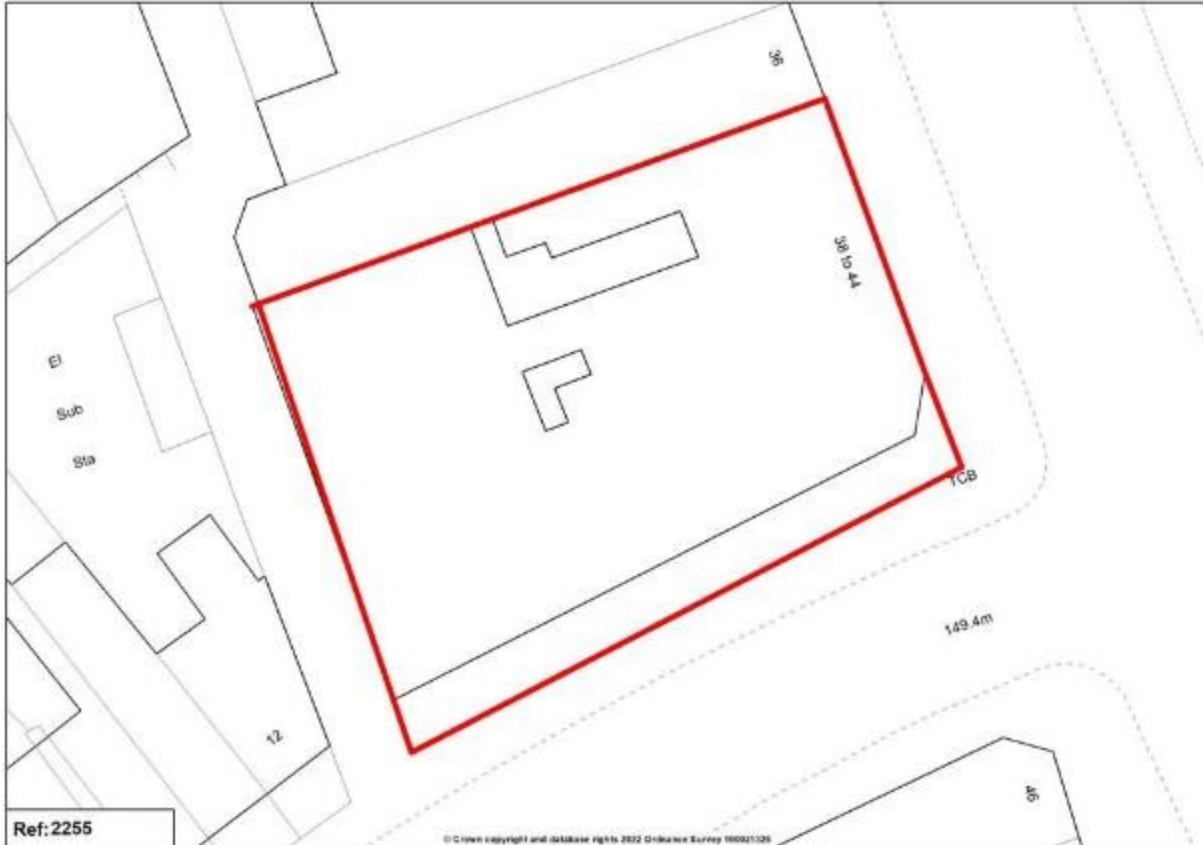 36
38 to 44
El
Sub
Sta
TCB
149.4m
12
46
Ref:2255
© Crown copyright and database rights 2022 Ordnance Survey